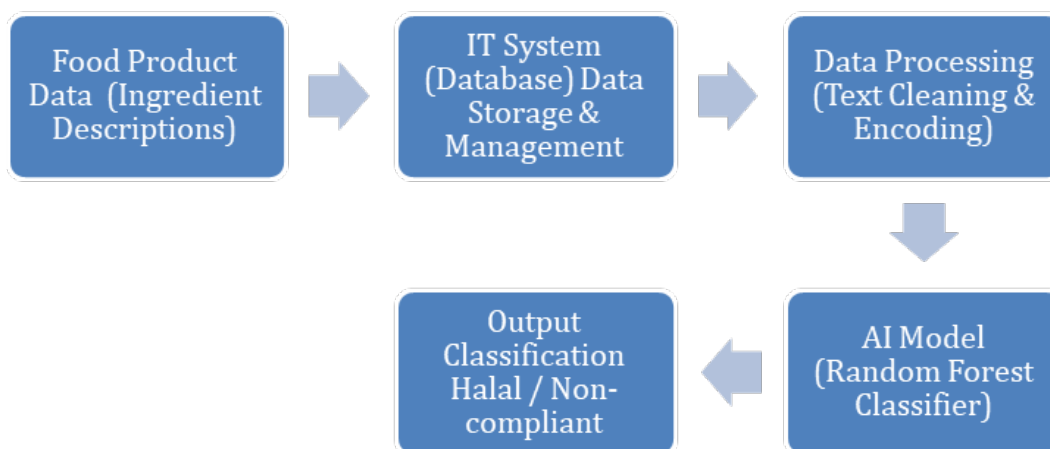 Food Product
Data (Ingredient
Descriptions)
IT System
(Database) Data
Storage &
Management
Data Processing
(Text Cleaning &
Encoding)
AI Model
(Random Forest
Classifier)
Output
Classification
Halal / Non-
compliant